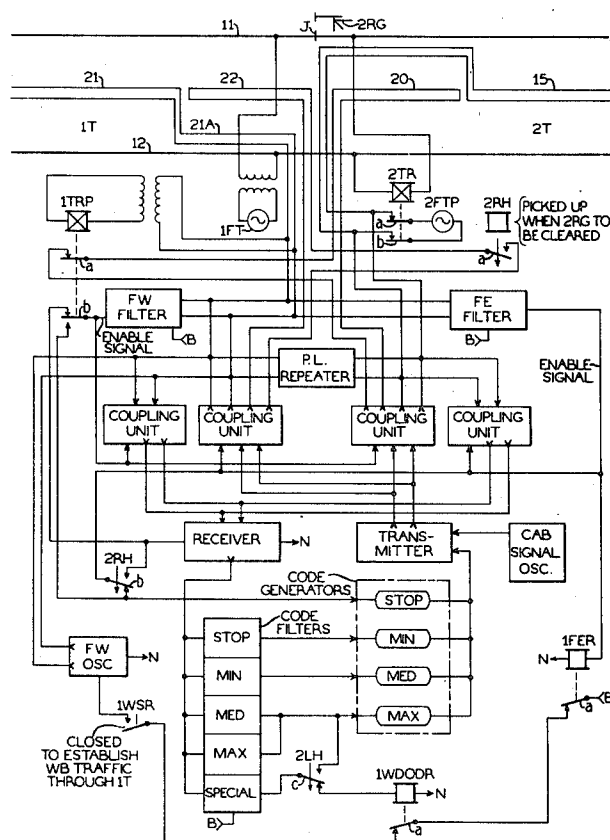 11
J
2RG
21
22
20
15
1T
21A
2T
12
1TRP
2TR
2FTP
2RH
PICKED UP
WHEN 2RG TO
BE CLEARED
1FT
a
a
b
a
b
FW
FILTER
FE
FILTER
ENABLE
SIGNAL
B
B
P.L.
REPEATER
ENABLE
SIGNAL
COUPLING
UNIT
COUPLING
UNIT
COUPLING
UNIT
COUPLING
UNIT
RECEIVER
N
TRANS-
MITTER
CAB
SIGNAL
OSC.
2RH
b
CODE
GENERATORS
CODE
FILTERS
STOP
STOP
MIN
MIN
MED
MED
MAX
MAX
SPECIAL
FW
OSC
N
1WSR
CLOSED
TO ESTABLISH
WB TRAFFIC
THROUGH 1T
2LH
c
1WDODR
N
B
a
1FER
N
B
a